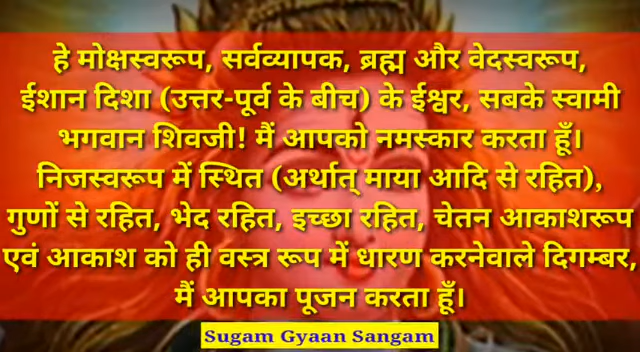 हे मोक्षस्वरूप, सर्वव्यापक, ब्रह्म और वेदस्वरूप,
ईशान दिशा (उत्तर-पूर्व के बीच) के ईश्वर, सबके स्वामी
भगवान शिवजी! मैं आपको नमस्कार करता हूँ।
निजस्वरूप में स्थित (अर्थात् माया आदि से रहित),
गुणों से रहित, भेद रहित, इच्छा रहित, चेतन आकाशरूप
एवं आकाश को ही वस्त्र रूप में धारण करनेवाले दिगम्बर,
मैं आपका पूजन करता हूँ।
Sugam Gyaan Sangam